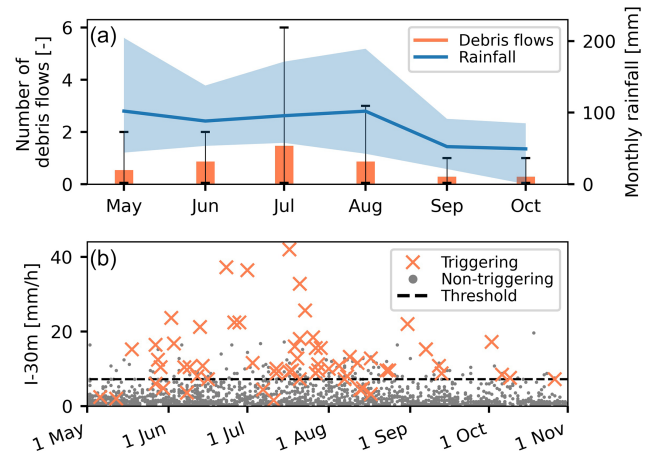 (a)
Debris flows
Rainfall
Number of
debris flows [-]
6
4
2
0
200
100
0
Monthly rainfall [mm]
May Jun Jul Aug Sep Oct
(b)
Triggering
Non-triggering
Threshold
I-30m [mm/h]
40
20
0
1 May 1 Jun 1 Jul 1 Aug 1 Sep 1 Oct 1 Nov